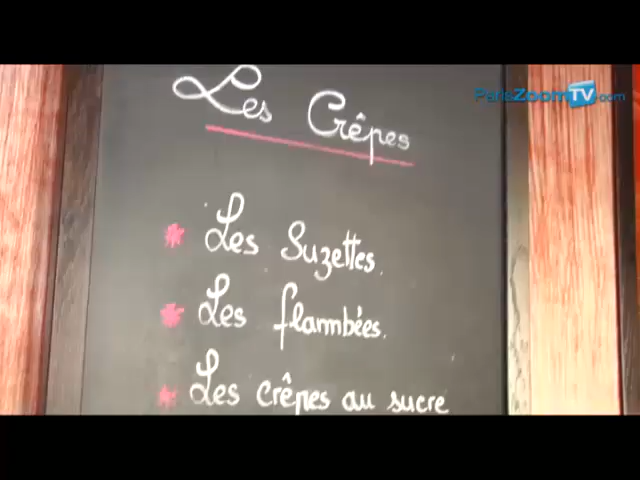 Les Crêpes
ParisZoomTV.com
* Les Suzettes.
* Les flambées.
* Les crêpes au sucre